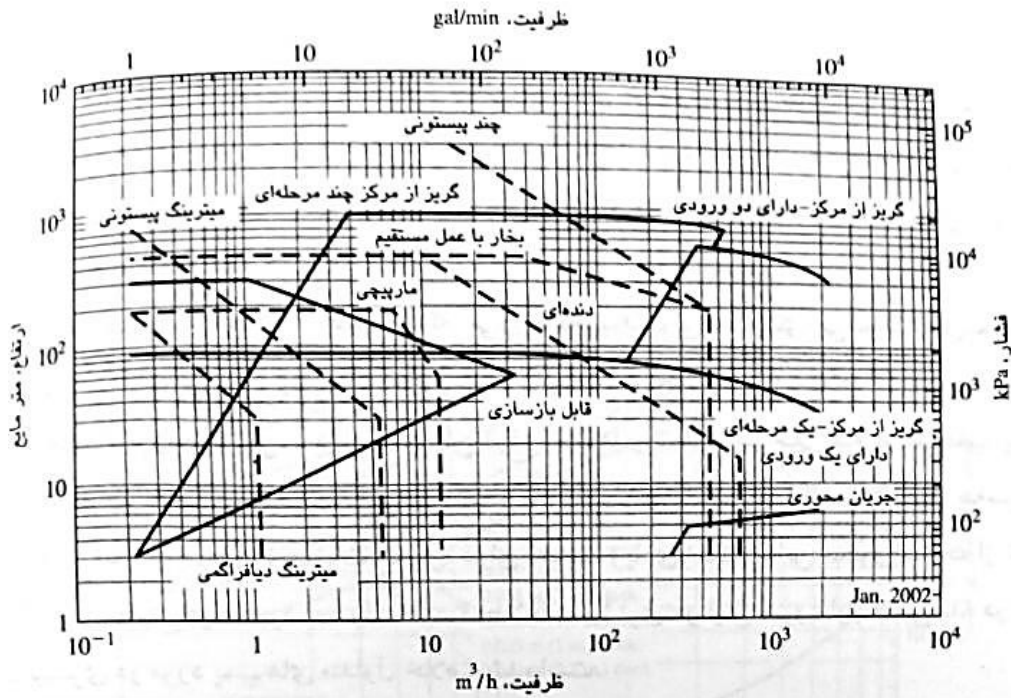 ظرفیت، gal/min
1 10 10² 10³ 10⁴
10⁴
10³
10²
10
1
ارتفاع، متر مایع
10⁵
10⁴
10³
10²
فشار، kPa
چند پیستونی
گریز از مرکز چند مرحله‌ای
میترینگ پیستونی
گریز از مرکز-دارای دو ورودی
بخار با عمل مستقیم
مارپیچی
دنده‌ای
قابل بازسازی
گریز از مرکز-یک مرحله‌ای
دارای یک ورودی
جریان محوری
میترینگ دیافراگمی
Jan. 2002
10⁻¹ 1 10 10² 10³ 10⁴
ظرفیت، m³/h